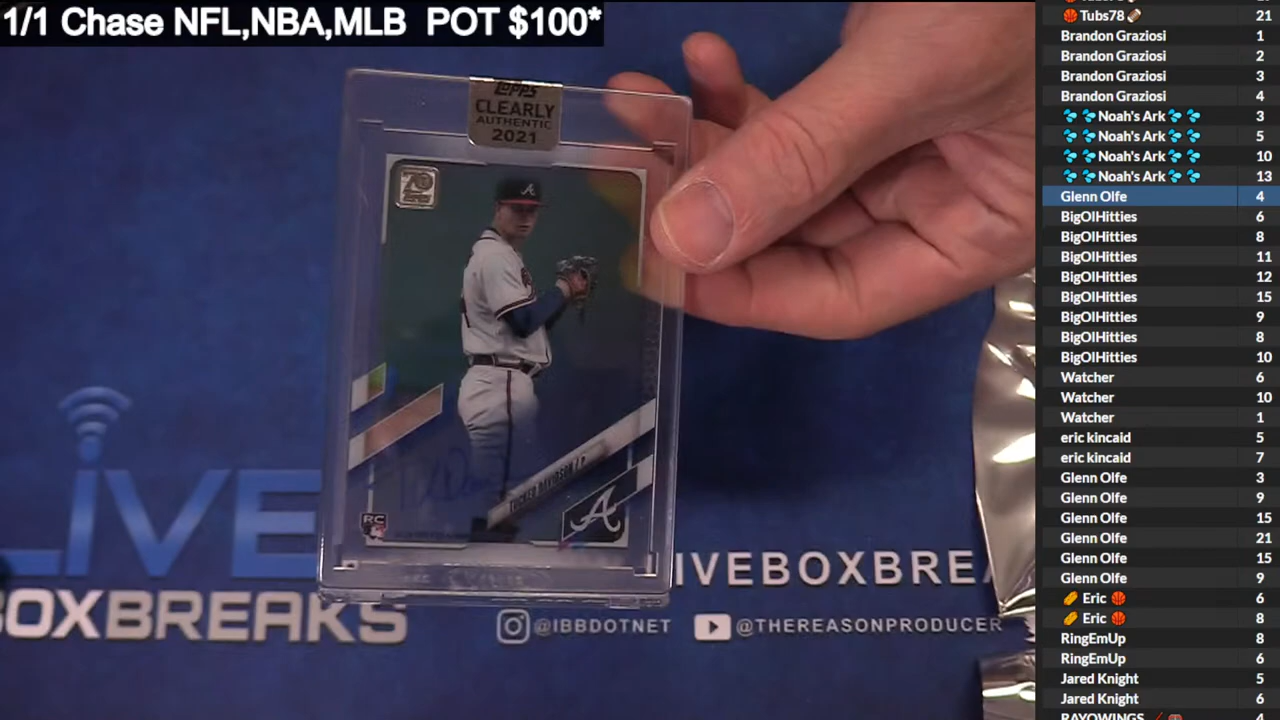 1/1 Chase NFL,NBA,MLB POT $100*
Topps
CLEARLY
AUTHENTIC
2021
70
Topps
TUCKER DAVIDSON / P
A
A
RC
LiVE
BOXBREAKS
IVEBOXBREA
@IBBDOTNET
@THEREASONPRODUCER
Tubs78 21
Brandon Graziosi 1
Brandon Graziosi 2
Brandon Graziosi 3
Brandon Graziosi 4
Noah's Ark 3
Noah's Ark 5
Noah's Ark 10
Noah's Ark 13
Glenn Olfe 4
BigOlHitties 6
BigOlHitties 8
BigOlHitties 11
BigOlHitties 12
BigOlHitties 15
BigOlHitties 9
BigOlHitties 8
BigOlHitties 10
Watcher 6
Watcher 10
Watcher 1
eric kincaid 5
eric kincaid 7
Glenn Olfe 3
Glenn Olfe 9
Glenn Olfe 15
Glenn Olfe 21
Glenn Olfe 15
Glenn Olfe 9
Eric 6
Eric 8
RingEmUp 8
RingEmUp 6
Jared Knight 5
Jared Knight 6
RAYOWINGS 4